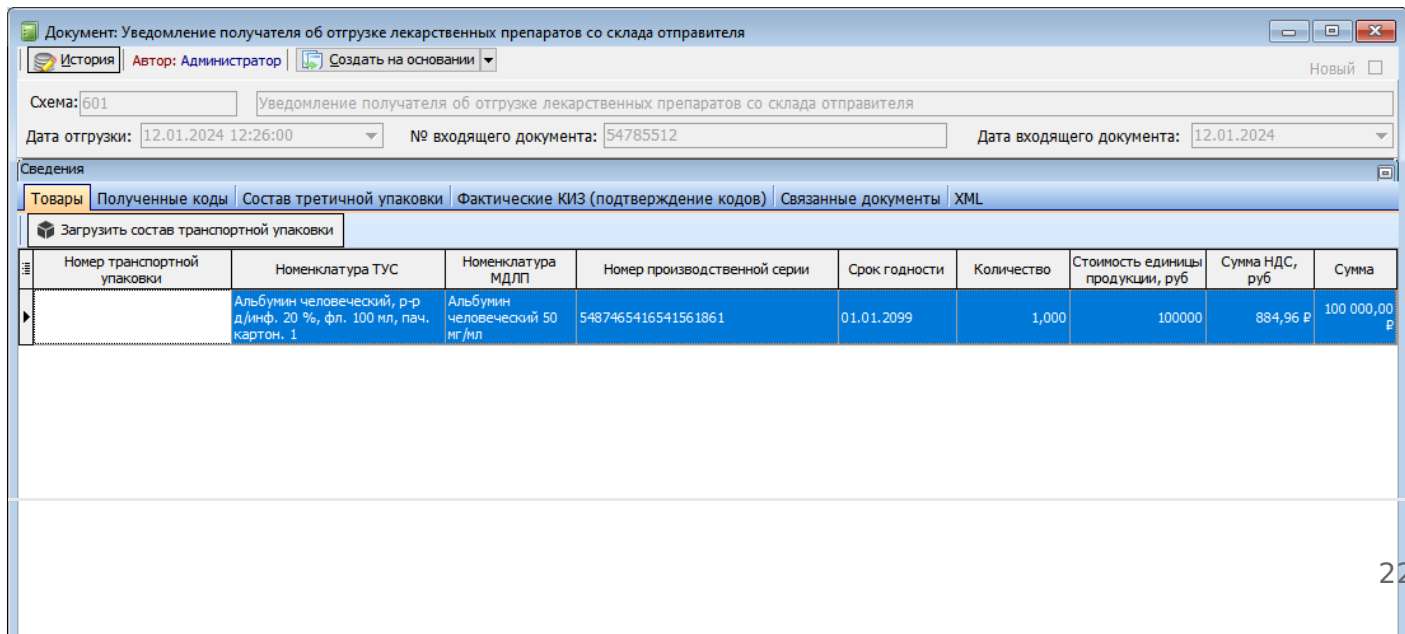 Документ: Уведомление получателя об отгрузке лекарственных препаратов со склада отправителя
История Автор: Администратор Создать на основании
Новый
Схема: 601 Уведомление получателя об отгрузке лекарственных препаратов со склада отправителя
Дата отгрузки: 12.01.2024 12:26:00 № входящего документа: 54785512 Дата входящего документа: 12.01.2024
Сведения
Товары Полученные коды Состав третичной упаковки Фактические КИЗ (подтверждение кодов) Связанные документы XML
Загрузить состав транспортной упаковки
Номер транспортной упаковки
Номенклатура ТУС
Номенклатура МДЛП
Номер производственной серии
Срок годности
Количество
Стоимость единицы продукции, руб
Сумма НДС, руб
Сумма
Альбумин человеческий, р-р
д/инф. 20 %, фл. 100 мл, пач.
картон. 1
Альбумин
человеческий 50
мг/мл
5487465416541561861
01.01.2099
1,000
100000
884,96 ₽
100 000,00
₽
22